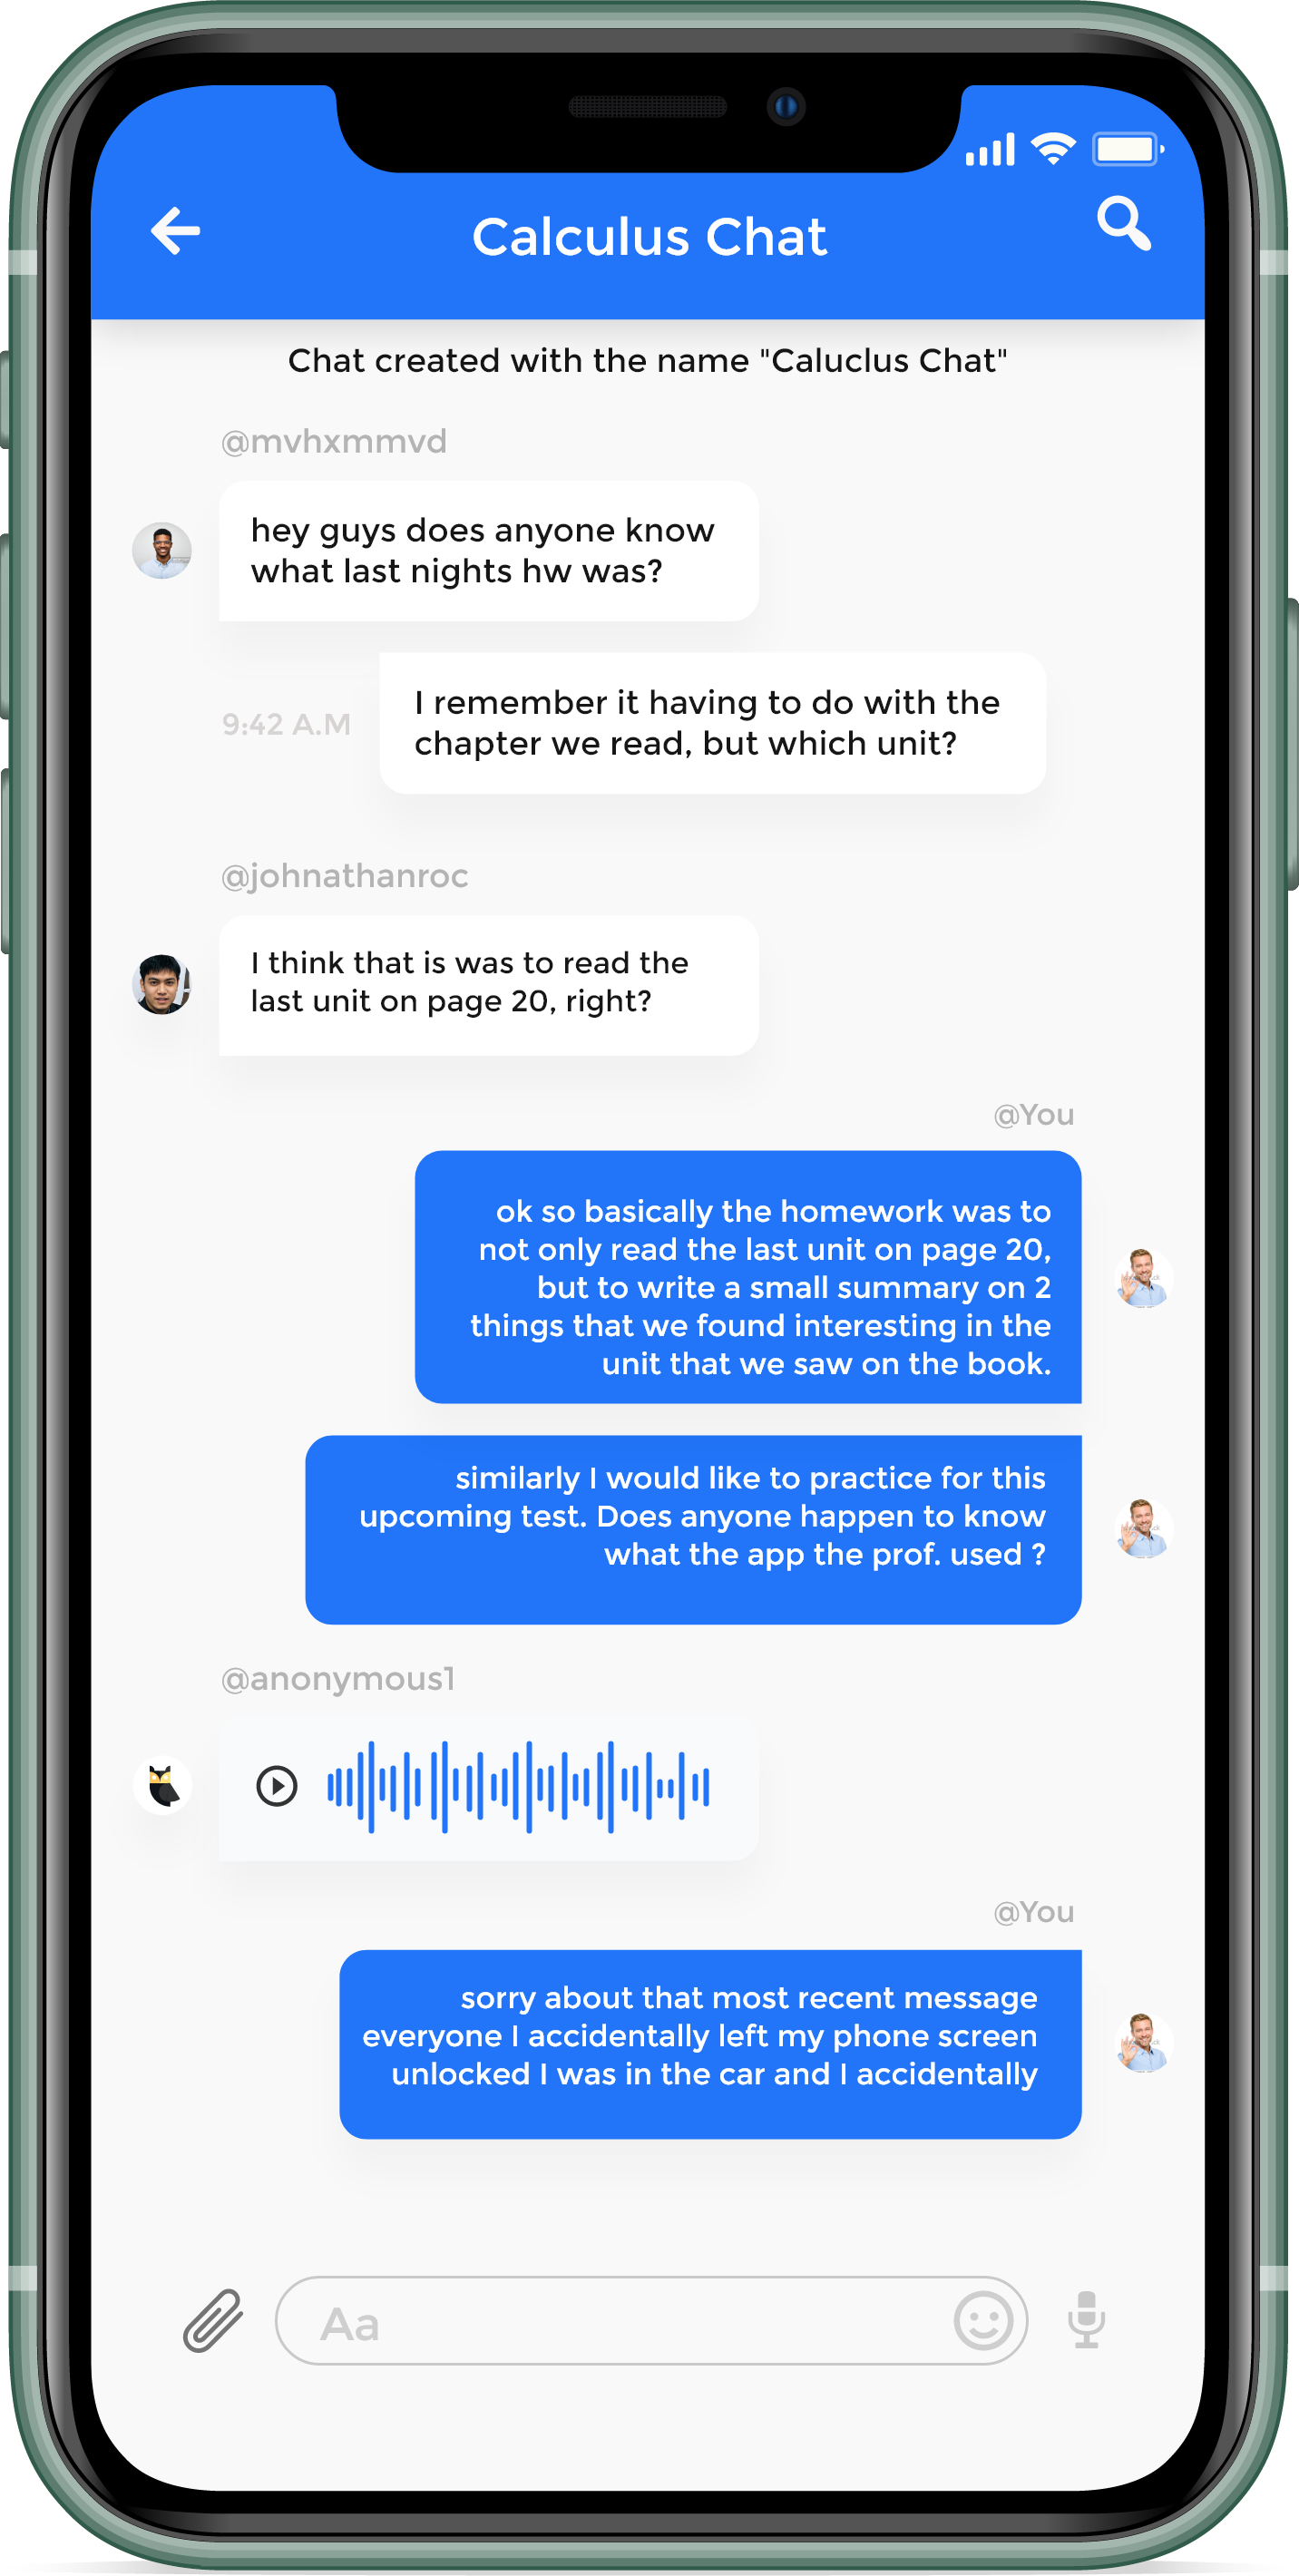 Calculus Chat
Chat created with the name "Caluclus Chat"
@mvhxmmvd
hey guys does anyone know
what last nights hw was?
9:42 A.M
I remember it having to do with the
chapter we read, but which unit?
@johnathanroc
I think that is was to read the
last unit on page 20, right?
@You
ok so basically the homework was to
not only read the last unit on page 20,
but to write a small summary on 2
things that we found interesting in the
unit that we saw on the book.
similarly I would like to practice for this
upcoming test. Does anyone happen to know
what the app the prof. used ?
@anonymous1
@You
sorry about that most recent message
everyone I accidentally left my phone screen
unlocked I was in the car and I accidentally
Aa